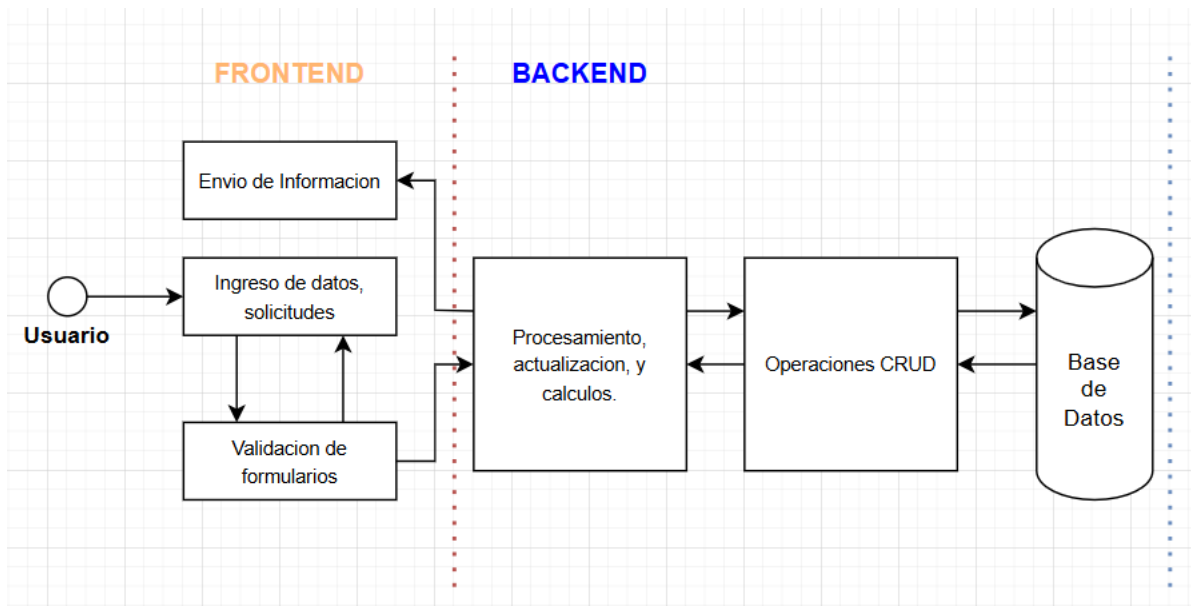 FRONTEND
BACKEND
Envio de Informacion
Ingreso de datos,
solicitudes
Usuario
Validacion de
formularios
Procesamiento,
actualizacion, y
calculos.
Operaciones CRUD
Base
de
Datos